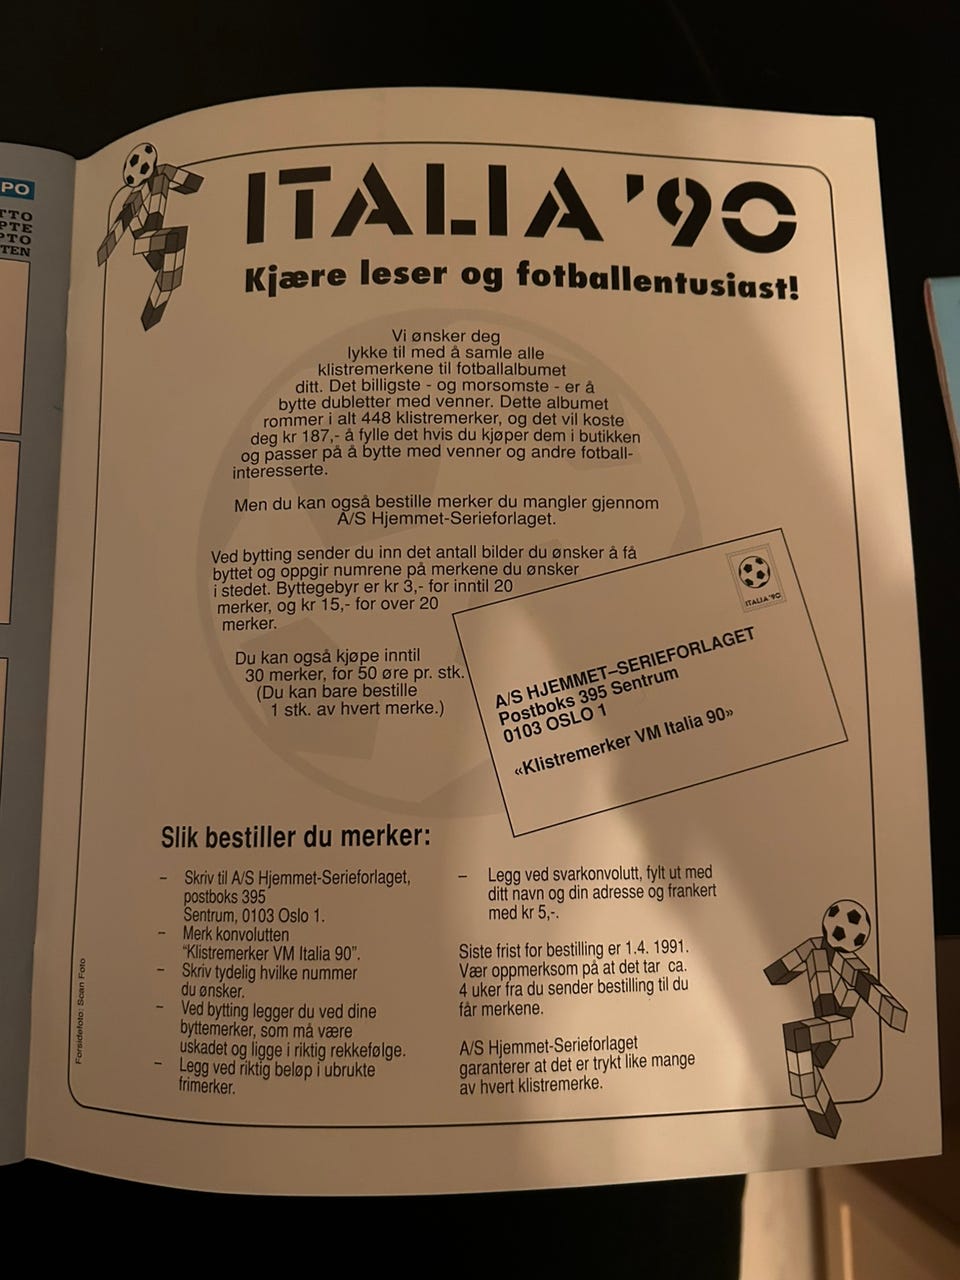 PO
TTO
PTE
PTO
TEN
ITALIA '90
Kjære leser og fotballentusiast!
Vi ønsker deg
lykke til med å samle alle
klistremerkene til fotballalbumet
ditt. Det billigste - og morsomste - er å
bytte dubletter med venner. Dette albumet
rommer i alt 448 klistremerker, og det vil koste
deg kr 187,- å fylle det hvis du kjøper dem i butikken
og passer på å bytte med venner og andre fotball-
interesserte.
Men du kan også bestille merker du mangler gjennom
A/S Hjemmet-Serieforlaget.
Ved bytting sender du inn det antall bilder du ønsker å få
byttet og oppgir numrene på merkene du ønsker
i stedet. Byttegebyr er kr 3,- for inntil 20
merker, og kr 15,- for over 20
merker.
Du kan også kjøpe inntil
30 merker, for 50 øre pr. stk.
(Du kan bare bestille
1 stk. av hvert merke.)
ITALIA '90
A/S HJEMMET–SERIEFORLAGET
Postboks 395 Sentrum
0103 OSLO 1
«Klistremerker VM Italia 90»
Slik bestiller du merker:
– Skriv til A/S Hjemmet-Serieforlaget,
postboks 395
Sentrum, 0103 Oslo 1.
– Merk konvolutten
"Klistremerker VM Italia 90".
– Skriv tydelig hvilke nummer
du ønsker.
– Ved bytting legger du ved dine
byttemerker, som må være
uskadet og ligge i riktig rekkefølge.
– Legg ved riktig beløp i ubrukte
frimerker.
– Legg ved svarkonvolutt, fylt ut med
ditt navn og din adresse og frankert
med kr 5,-.
Siste frist for bestilling er 1.4. 1991.
Vær oppmerksom på at det tar ca.
4 uker fra du sender bestilling til du
får merkene.
A/S Hjemmet-Serieforlaget
garanterer at det er trykt like mange
av hvert klistremerke.
Forsidefoto: Scan Foto